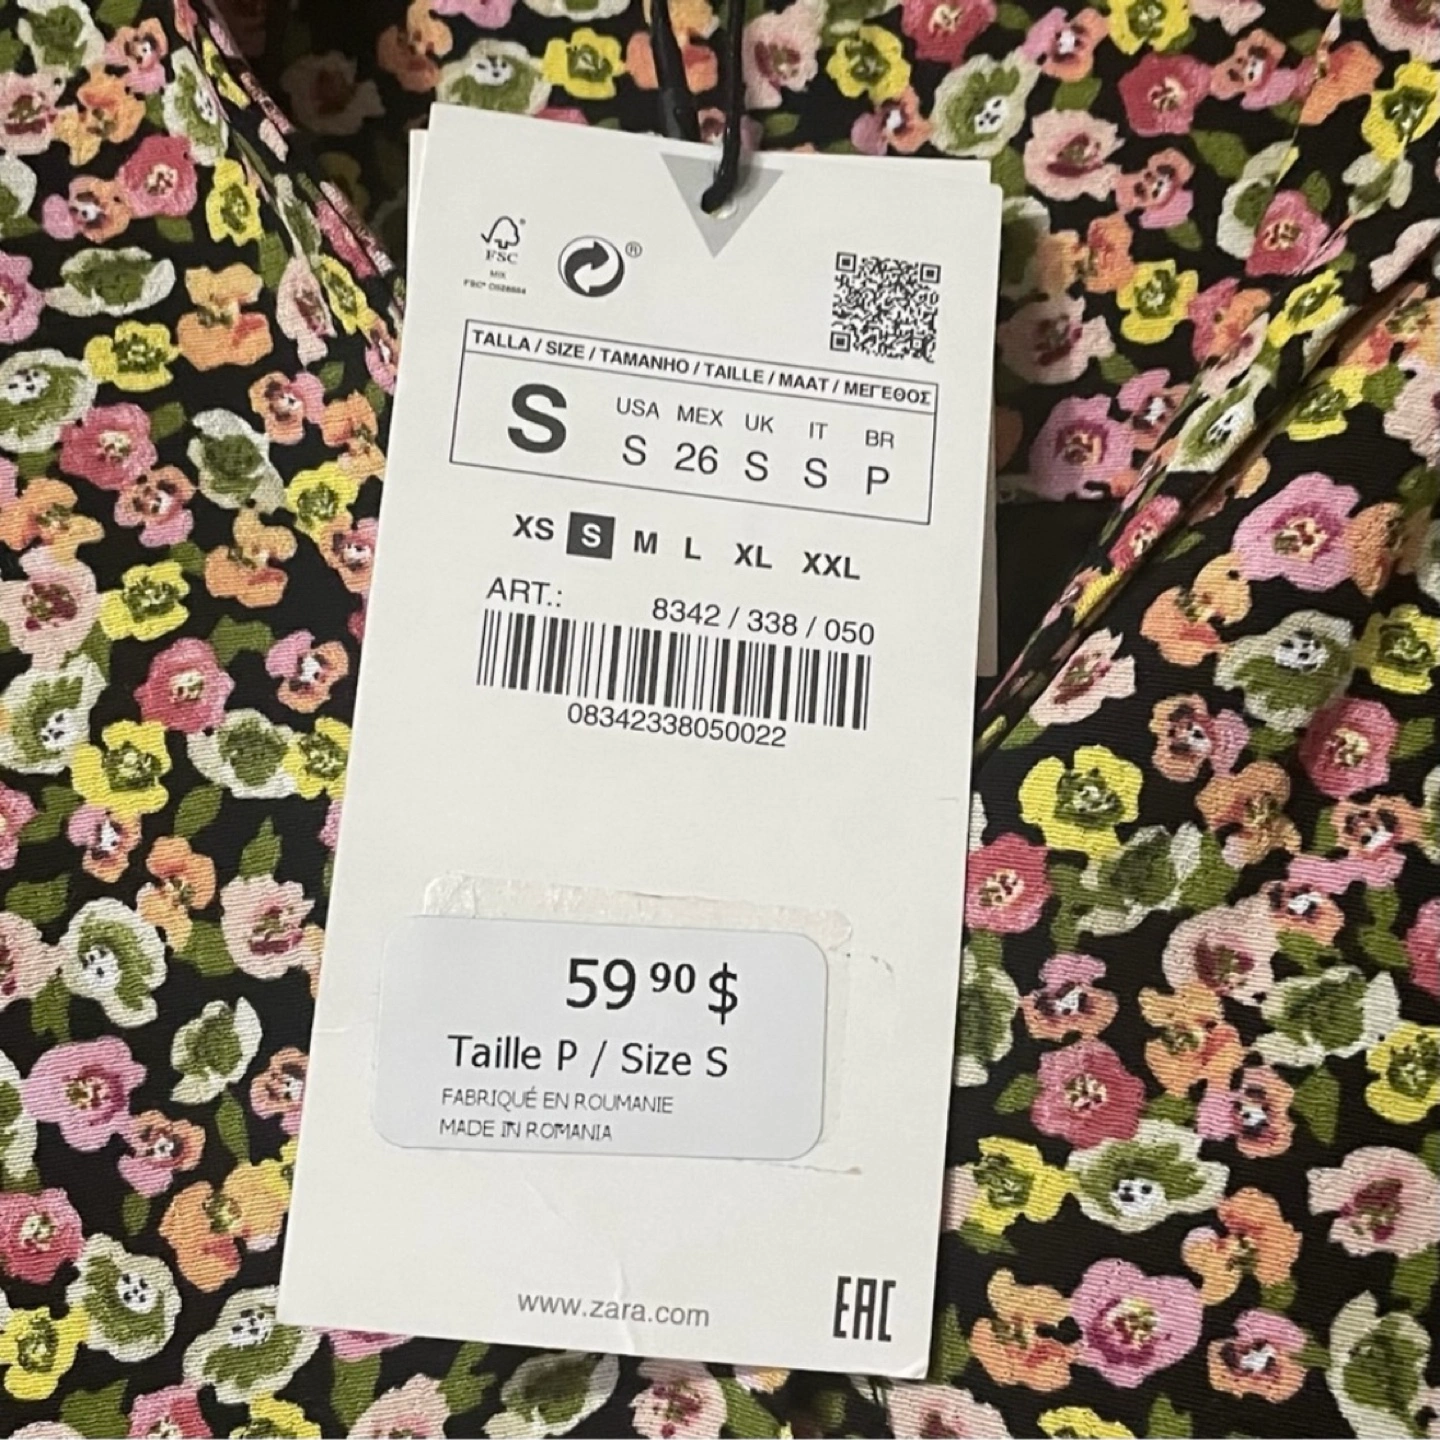 FSC
MIX
®
TALLA / SIZE / TAMANHO / TAILLE / MAAT / ΜΕΓΕΘΟΣ
S
USA MEX UK IT BR
S 26 S S P
XS S M L XL XXL
ART.: 8342 / 338 / 050
08342338050022
59 90 $
Taille P / Size S
FABRIQUÉ EN ROUMANIE
MADE IN ROMANIA
www.zara.com
EAC